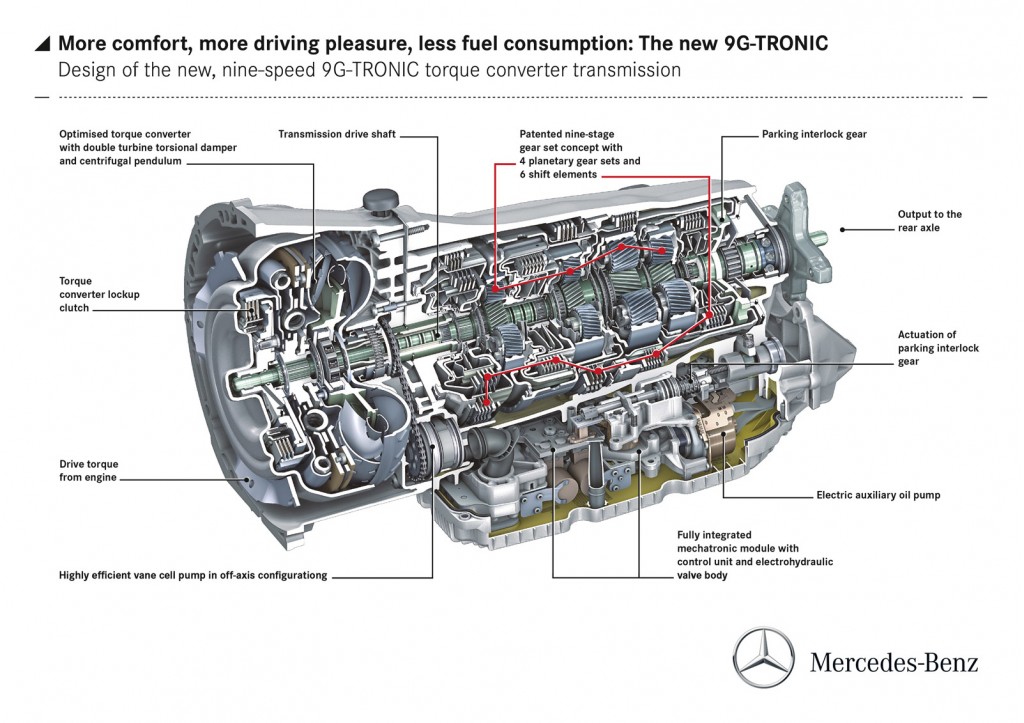 More comfort, more driving pleasure, less fuel consumption: The new 9G-TRONIC
Design of the new, nine-speed 9G-TRONIC torque converter transmission
Optimised torque converter
with double turbine torsional damper
and centrifugal pendulum
Transmission drive shaft
Patented nine-stage
gear set concept with
4 planetary gear sets and
6 shift elements
Parking interlock gear
Output to the
rear axle
Torque
converter lockup
clutch
Actuation of
parking interlock
gear
Drive torque
from engine
Electric auxiliary oil pump
Fully integrated
mechatronic module with
control unit and electrohydraulic
valve body
Highly efficient vane cell pump in off-axis configurationg
Mercedes-Benz